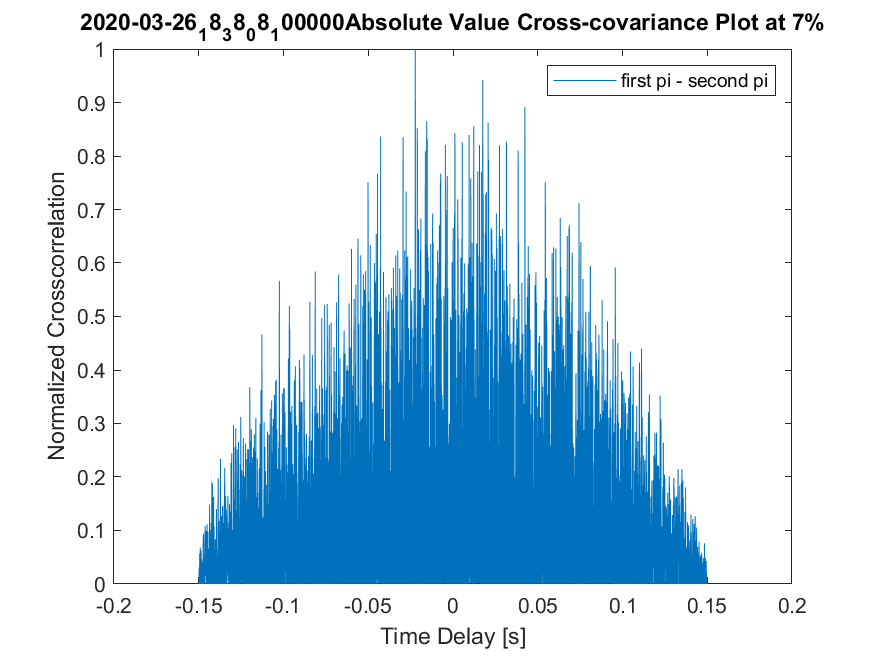 2020-03-26₁8₃8₀8₁00000Absolute Value Cross-covariance Plot at 7%
first pi - second pi
Normalized Crosscorrelation
1
0.9
0.8
0.7
0.6
0.5
0.4
0.3
0.2
0.1
0
-0.2 -0.15 -0.1 -0.05 0 0.05 0.1 0.15 0.2
Time Delay [s]